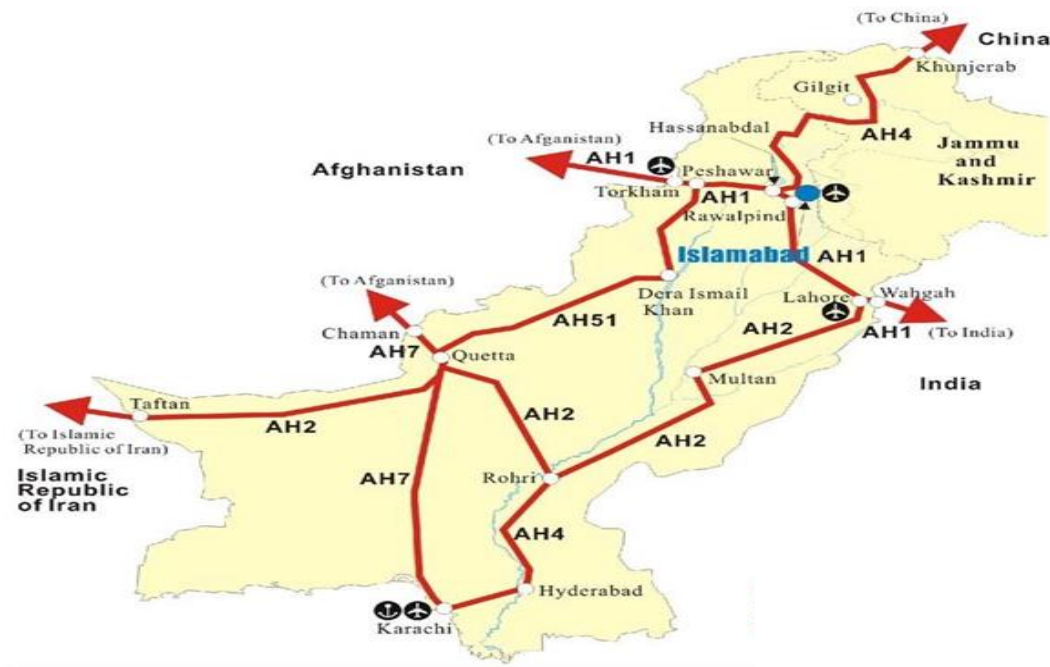 (To China)
China
Khunjerab
Gilgit
Hassanabdal
AH4
(To Afganistan)
Jammu
and
Kashmir
AH1
Afghanistan
Peshawar
Torkham
AH1
Rawalpind
Islamabad
AH1
(To Afganistan)
Dera Ismail
Khan
Lahore
Wahgah
AH1
(To India)
Chaman
AH51
AH2
AH7
Quetta
Multan
India
Taftan
AH2
AH2
AH2
(To Islamic
Republic of Iran)
Islamic
Republic
of Iran
AH7
Rohri
AH4
Hyderabad
Karachi